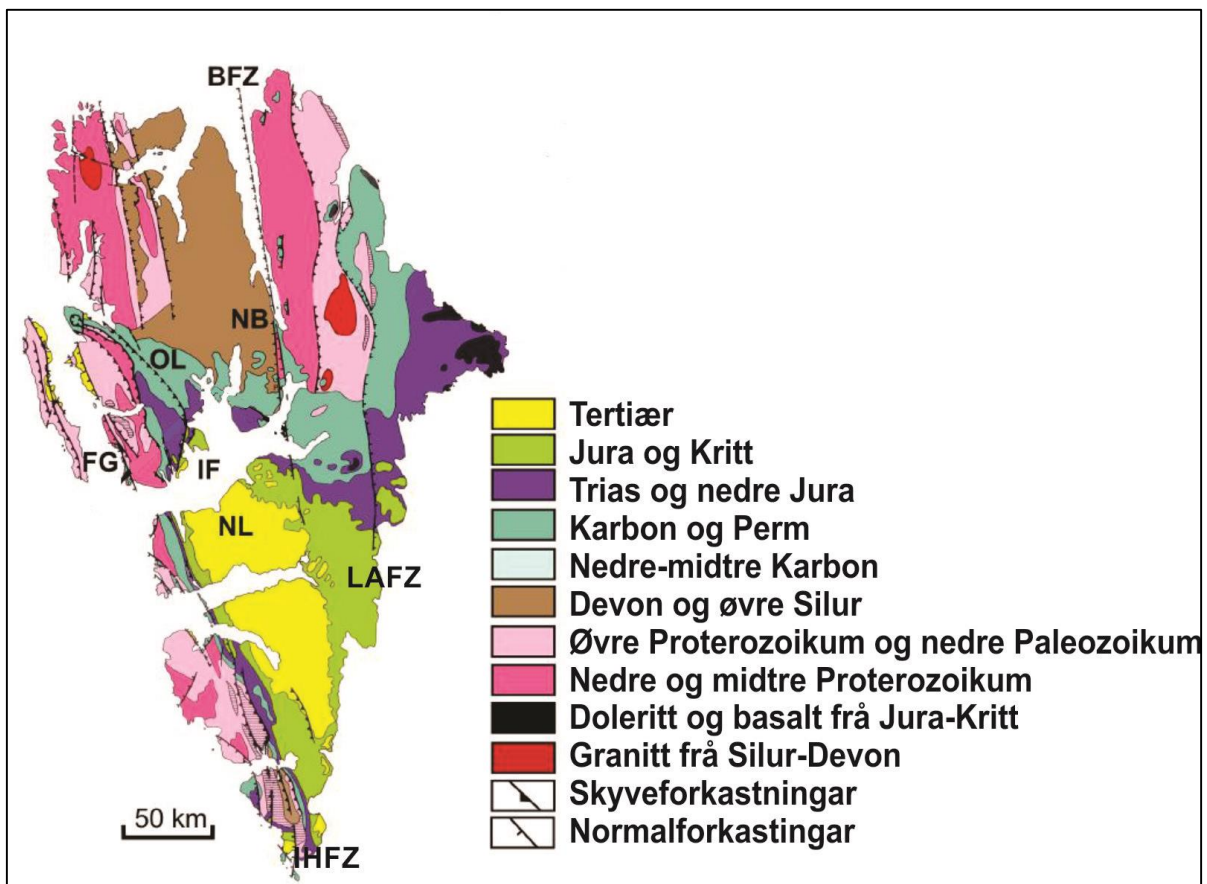 BFZ
NB
OL
FG
IF
NL
LAFZ
IHFZ
50 km
Tertiær
Jura og Kritt
Trias og nedre Jura
Karbon og Perm
Nedre-midtre Karbon
Devon og øvre Silur
Øvre Proterozoikum og nedre Paleozoikum
Nedre og midtre Proterozoikum
Doleritt og basalt frå Jura-Kritt
Granitt frå Silur-Devon
Skyveforkastningar
Normalforkastingar